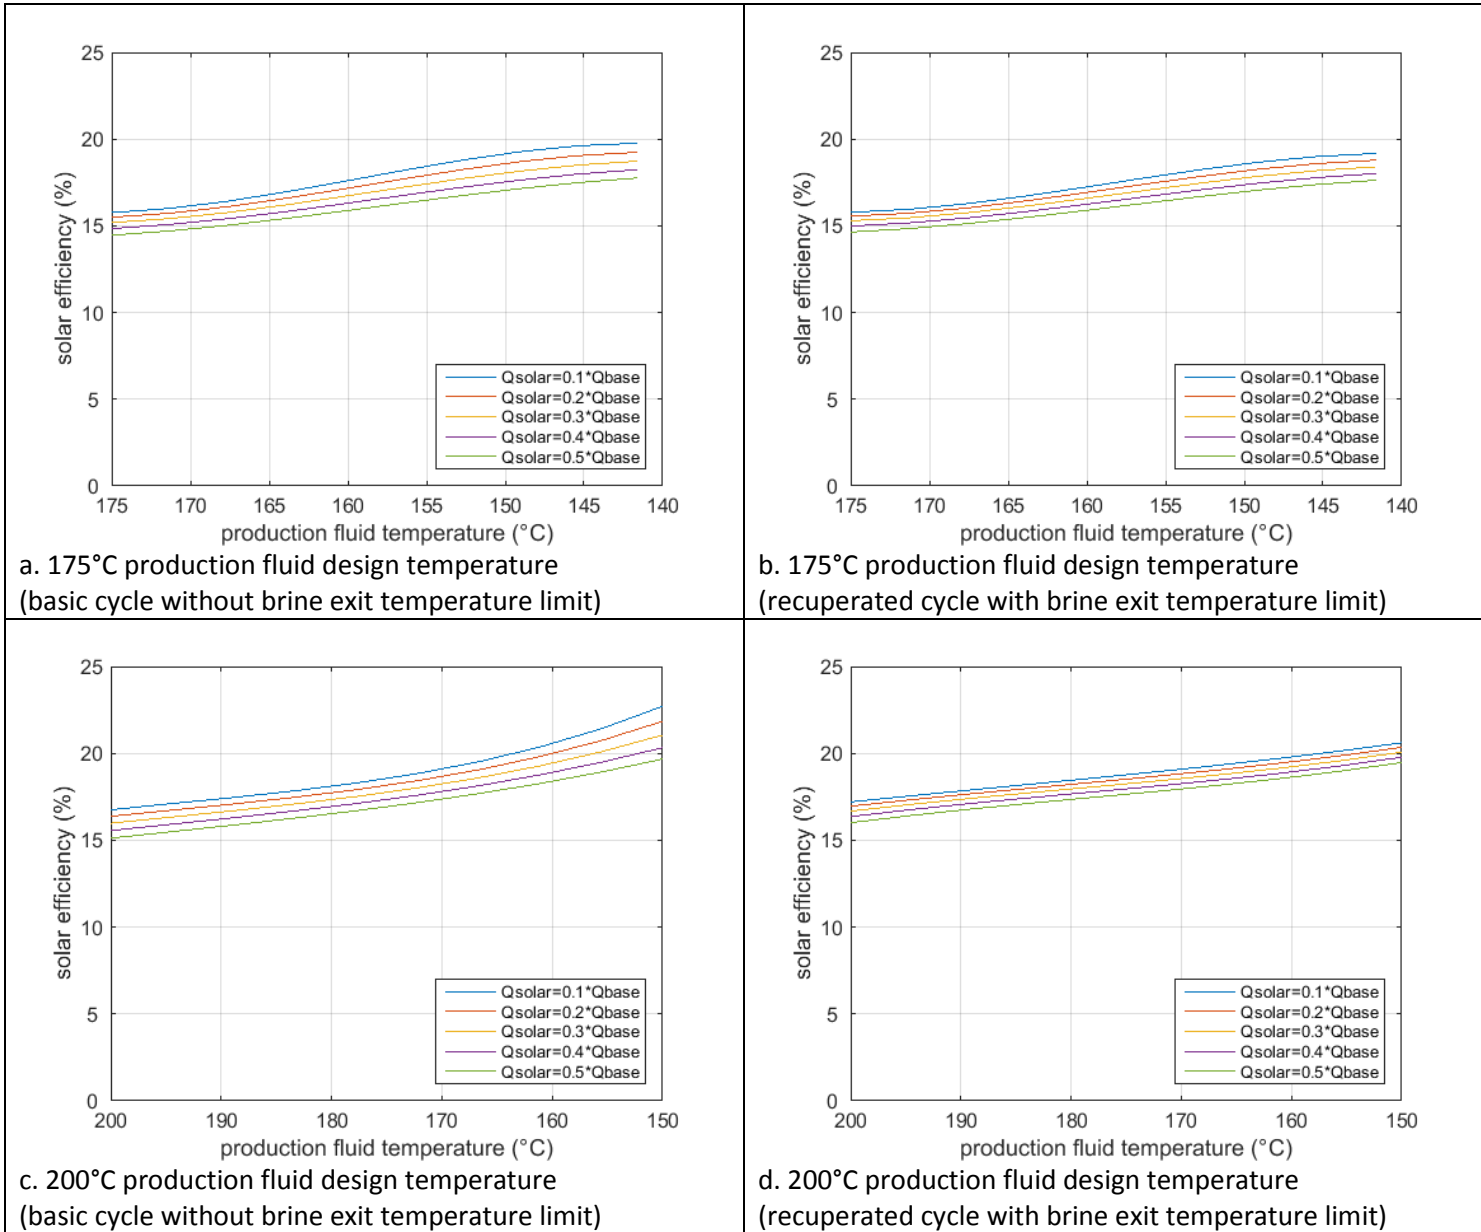 25
20
15
10
5
0
solar efficiency (%)
175 170 165 160 155 150 145 140
production fluid temperature (°C)
Qsolar=0.1*Qbase
Qsolar=0.2*Qbase
Qsolar=0.3*Qbase
Qsolar=0.4*Qbase
Qsolar=0.5*Qbase
a. 175°C production fluid design temperature
(basic cycle without brine exit temperature limit)
25
20
15
10
5
0
solar efficiency (%)
175 170 165 160 155 150 145 140
production fluid temperature (°C)
Qsolar=0.1*Qbase
Qsolar=0.2*Qbase
Qsolar=0.3*Qbase
Qsolar=0.4*Qbase
Qsolar=0.5*Qbase
b. 175°C production fluid design temperature
(recuperated cycle with brine exit temperature limit)
25
20
15
10
5
0
solar efficiency (%)
200 190 180 170 160 150
production fluid temperature (°C)
Qsolar=0.1*Qbase
Qsolar=0.2*Qbase
Qsolar=0.3*Qbase
Qsolar=0.4*Qbase
Qsolar=0.5*Qbase
c. 200°C production fluid design temperature
(basic cycle without brine exit temperature limit)
25
20
15
10
5
0
solar efficiency (%)
200 190 180 170 160 150
production fluid temperature (°C)
Qsolar=0.1*Qbase
Qsolar=0.2*Qbase
Qsolar=0.3*Qbase
Qsolar=0.4*Qbase
Qsolar=0.5*Qbase
d. 200°C production fluid design temperature
(recuperated cycle with brine exit temperature limit)